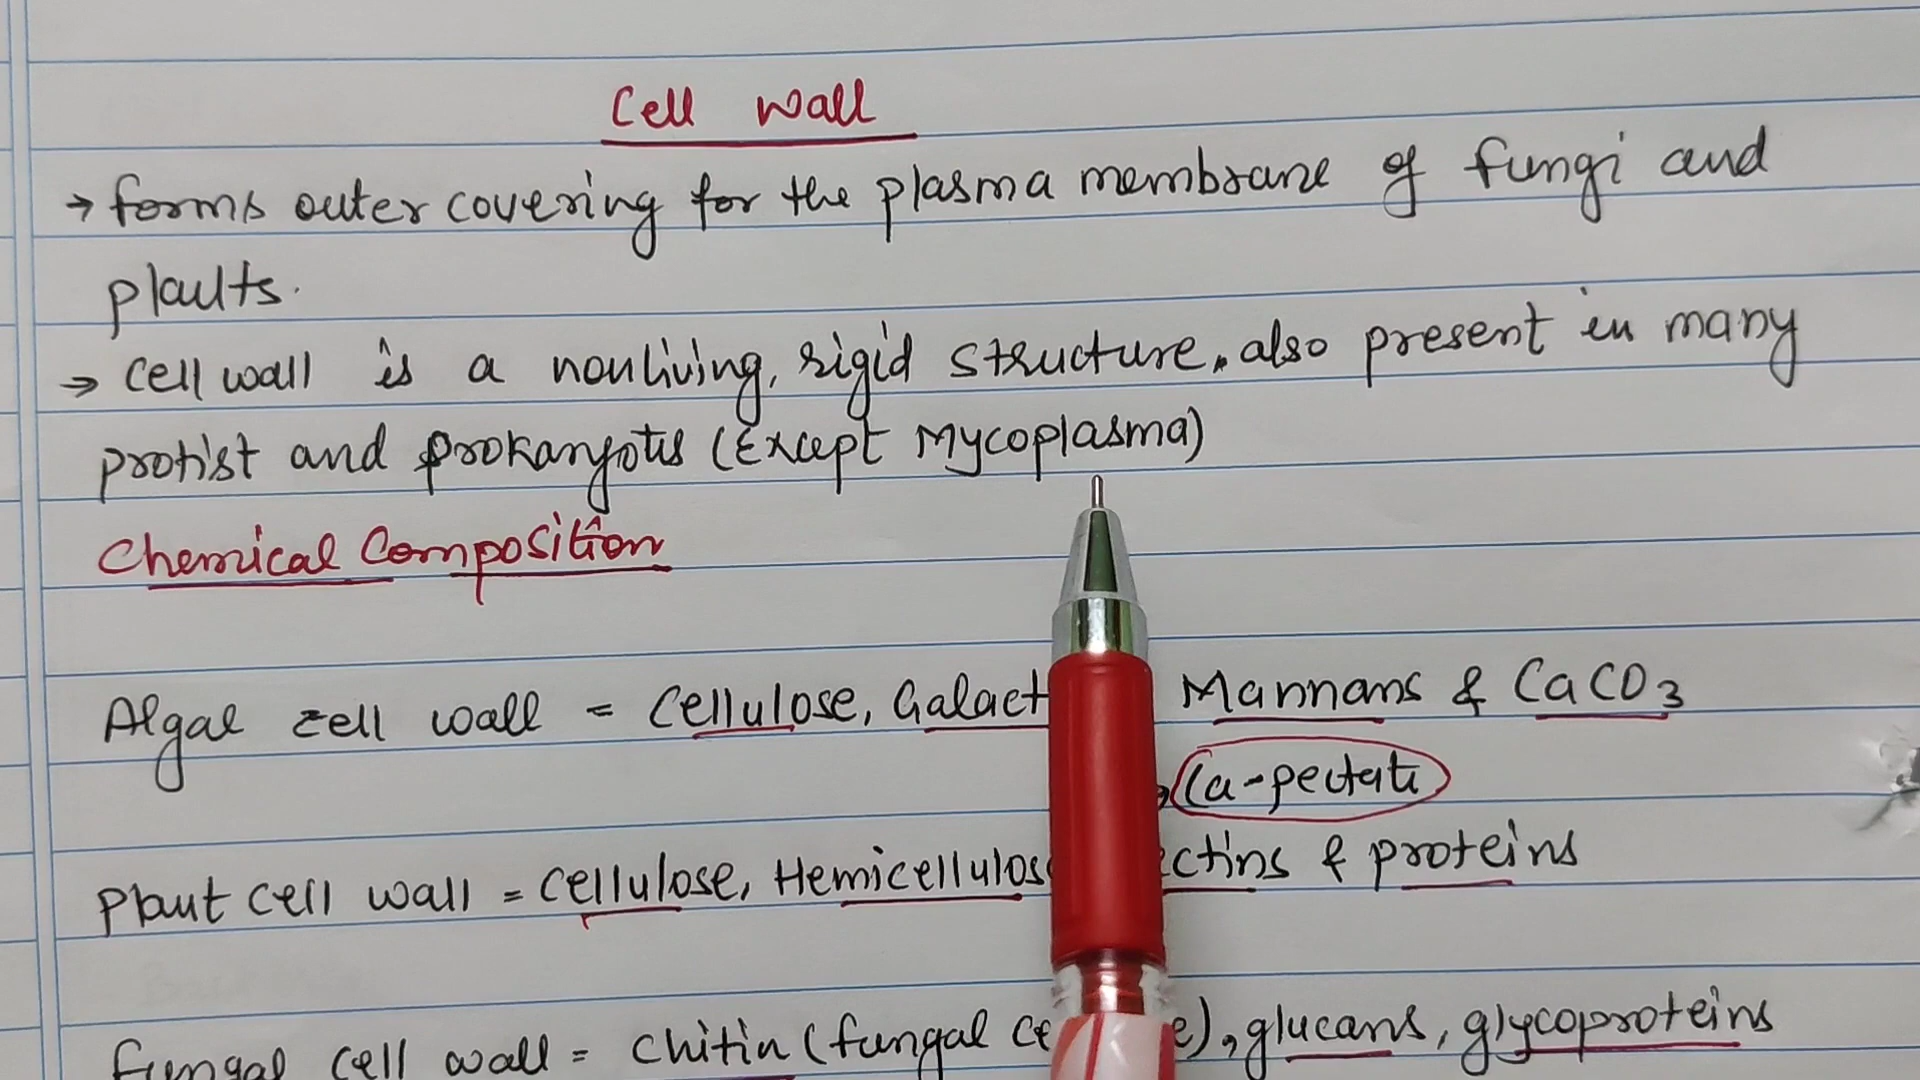 Cell wall
→ forms outer covering for the plasma membrane of fungi and
plants.
→ cell wall is a nonliving, rigid structure, also present in many
protist and prokaryotes (Except Mycoplasma)
Chemical Composition
Algal cell wall = cellulose, Galact Mannans & CaCO3
Ca-pectate
Plant cell wall = cellulose, Hemicellulos ctins & proteins
fungal cell wall = chitin (fungal ce e), glucans, glycoproteins